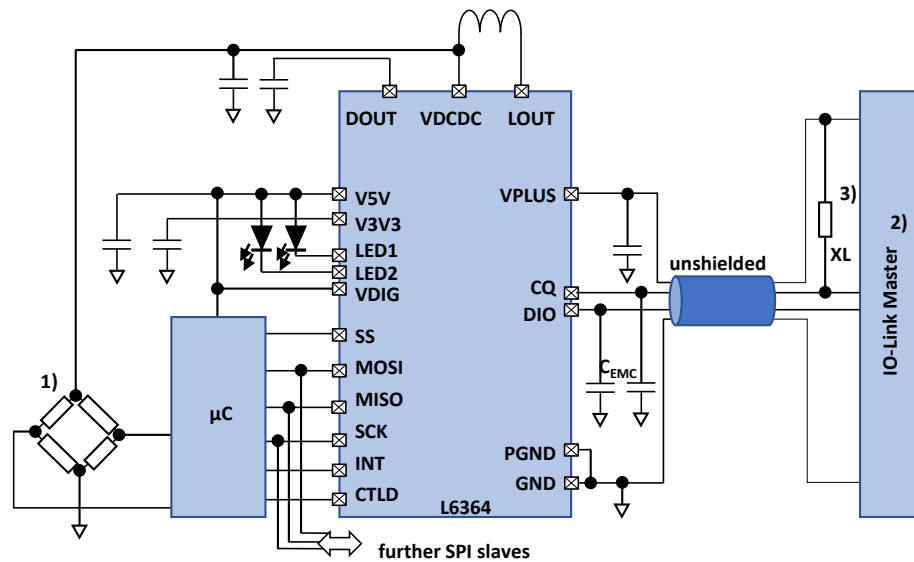 DOUT VDCDC LOUT
V5V
V3V3
LED1
LED2
VDIG
SS
MOSI
MISO
SCK
INT
CTLD
VPLUS
CQ
DIO
PGND
GND
L6364
1)
µC
further SPI slaves
CEMC
unshielded
3)
XL
2)
IO-Link Master